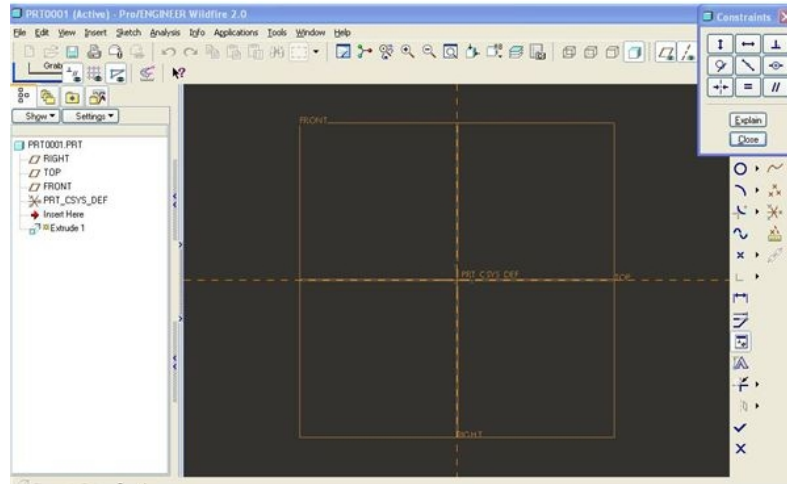 PRT0001 (Active) - Pro/ENGINEER Wildfire 2.0
Constraints
File Edit View Insert Sketch Analysis Info Applications Tools Window Help
Grab
Show Settings
PRT0001.PRT
RIGHT
TOP
FRONT
PRT_CSYS_DEF
Insert Here
Extrude 1
FRONT
PRT_CSYS_DEF
TOP
RIGHT
Explain
Close